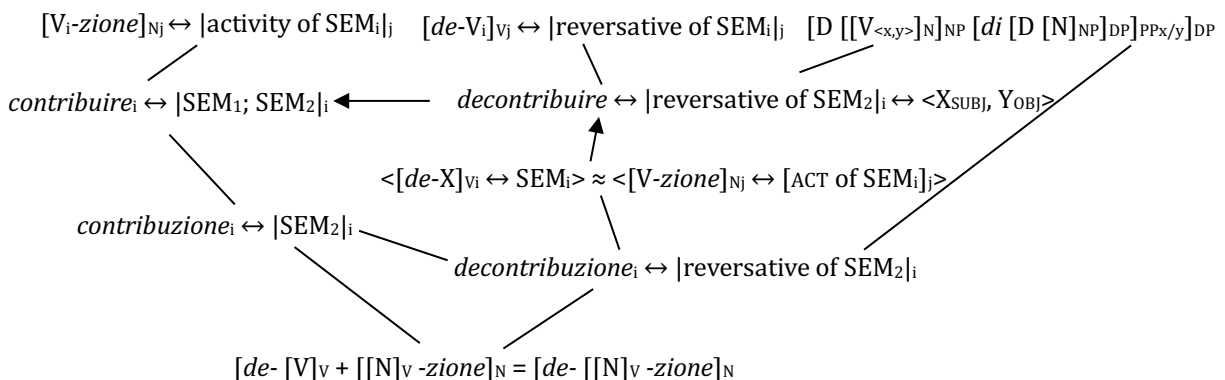 [Vi-zione]Nj ↔ |activity of SEMi|j [de-Vi]Vj ↔ |reversative of SEMi|j [D [[V<x,y>]N]NP [di [D [N]NP]DP]PPx/y]DP
contribuirei ↔ |SEM1; SEM2|i decontribuire ↔ |reversative of SEM2|i ↔ <XSUBJ, YOBJ>
<[de-X]Vi ↔ SEMi> ≈ <[V-zione]Nj ↔ [ACT of SEMi]j>
contribuzionei ↔ |SEM2|i
decontribuzionei ↔ |reversative of SEM2|i
[de- [V]V + [[N]V -zione]N = [de- [[N]V -zione]N